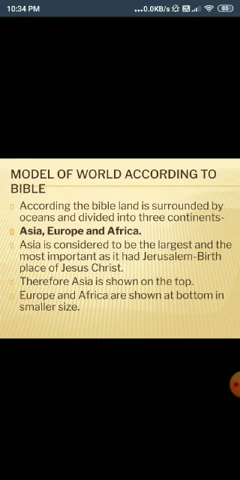 10:34 PM
...0.0KB/s
MODEL OF WORLD ACCORDING TO
BIBLE
According the bible land is surrounded by
oceans and divided into three continents-
Asia, Europe and Africa.
Asia is considered to be the largest and the
most important as it had Jerusalem-Birth
place of Jesus Christ.
Therefore Asia is shown on the top.
Europe and Africa are shown at bottom in
smaller size.